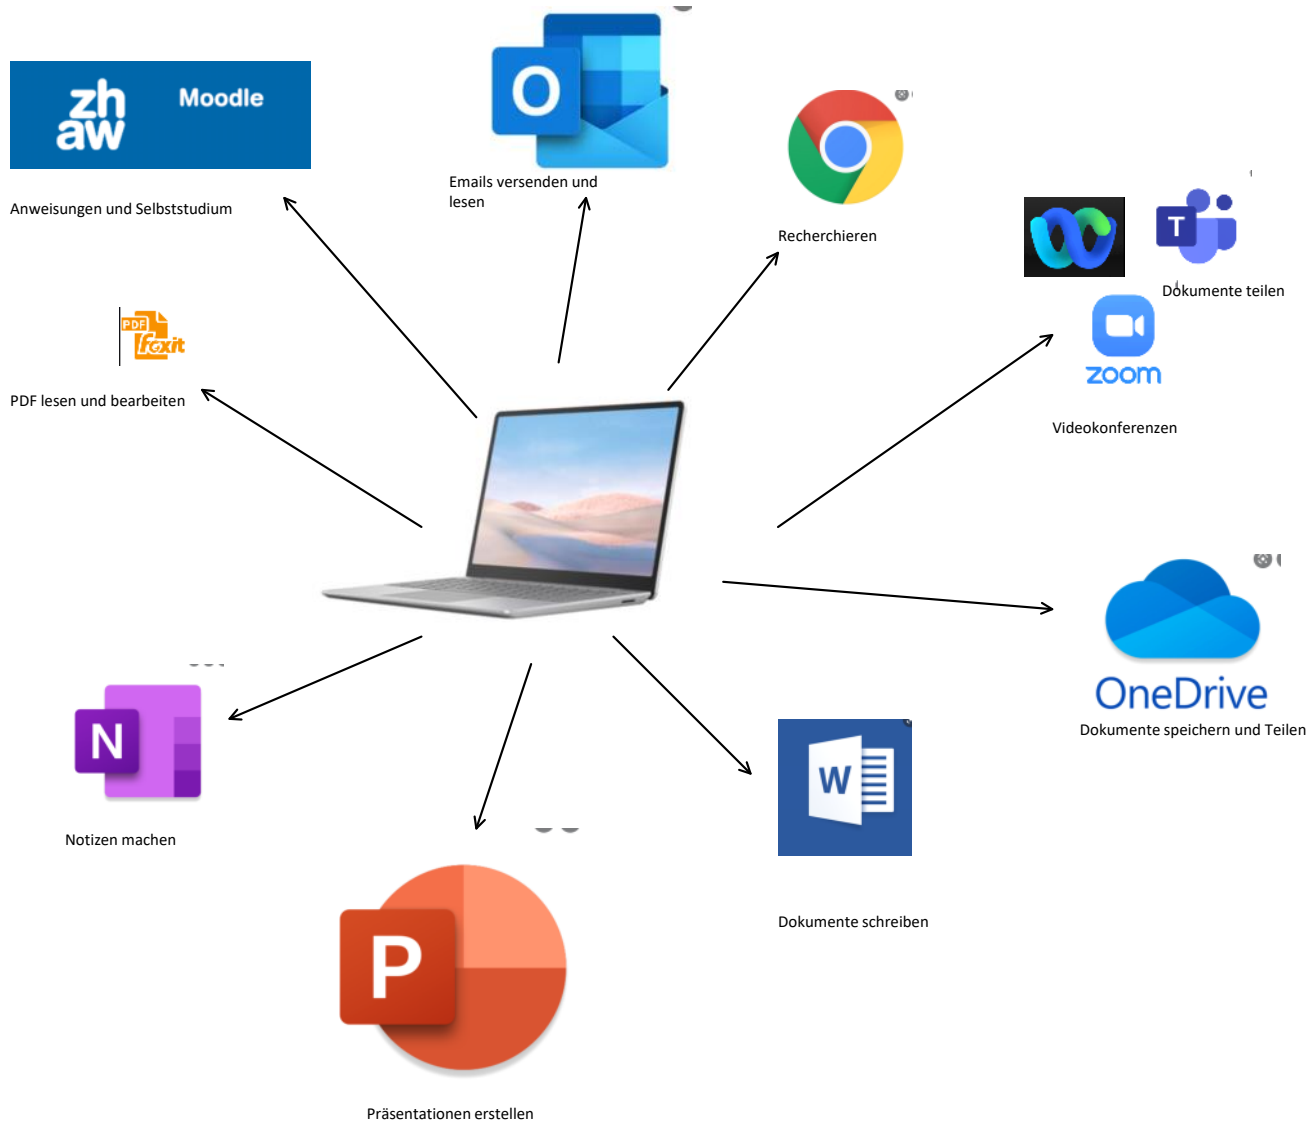 zh
aw
Moodle
Anweisungen und Selbststudium
O
Emails versenden und
lesen
Recherchieren
T
Dokumente teilen
zoom
Videokonferenzen
PDF
foxit
PDF lesen und bearbeiten
OneDrive
Dokumente speichern und Teilen
N
Notizen machen
W
Dokumente schreiben
P
Präsentationen erstellen